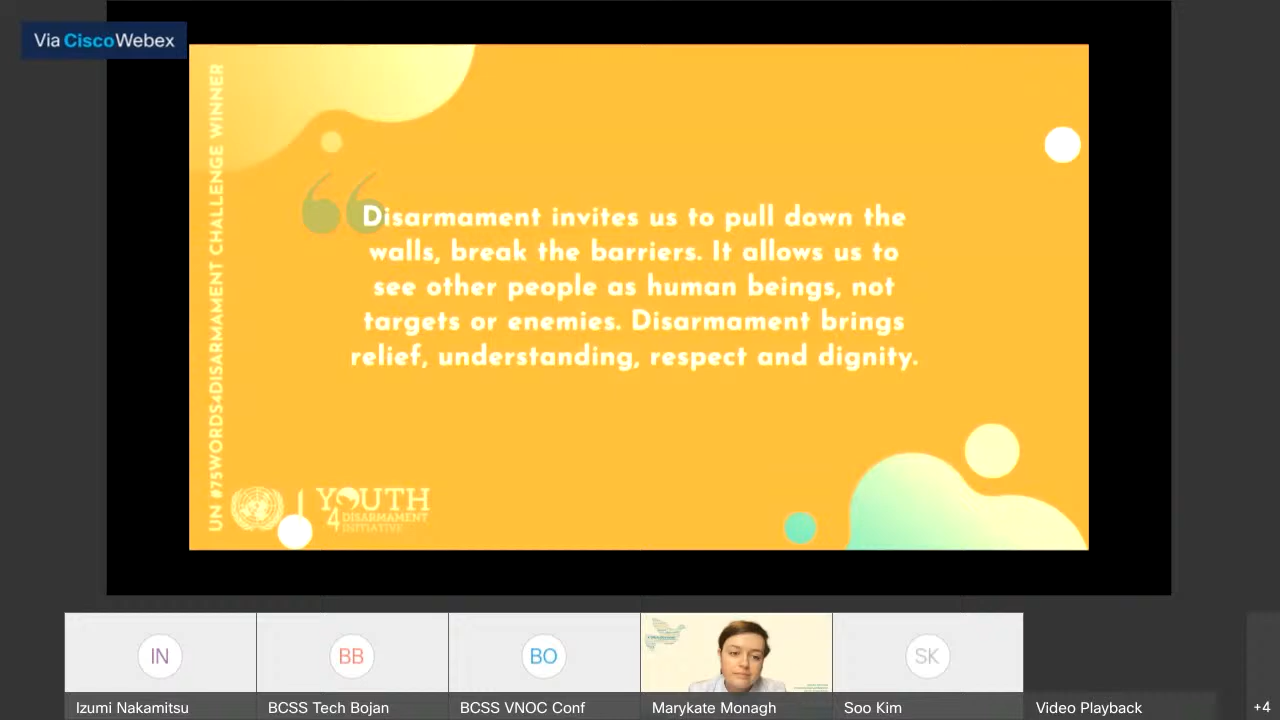 Via Cisco Webex
UN #75WORDS4DISARMAMENT CHALLENGE WINNER
Disarmament invites us to pull down the
walls, break the barriers. It allows us to
see other people as human beings, not
targets or enemies. Disarmament brings
relief, understanding, respect and dignity.
YOUTH
4 DISARMAMENT
INITIATIVE
IN
BB
BO
SK
Izumi Nakamitsu
BCSS Tech Bojan
BCSS VNOC Conf
Marykate Monagh
Soo Kim
Video Playback
+4